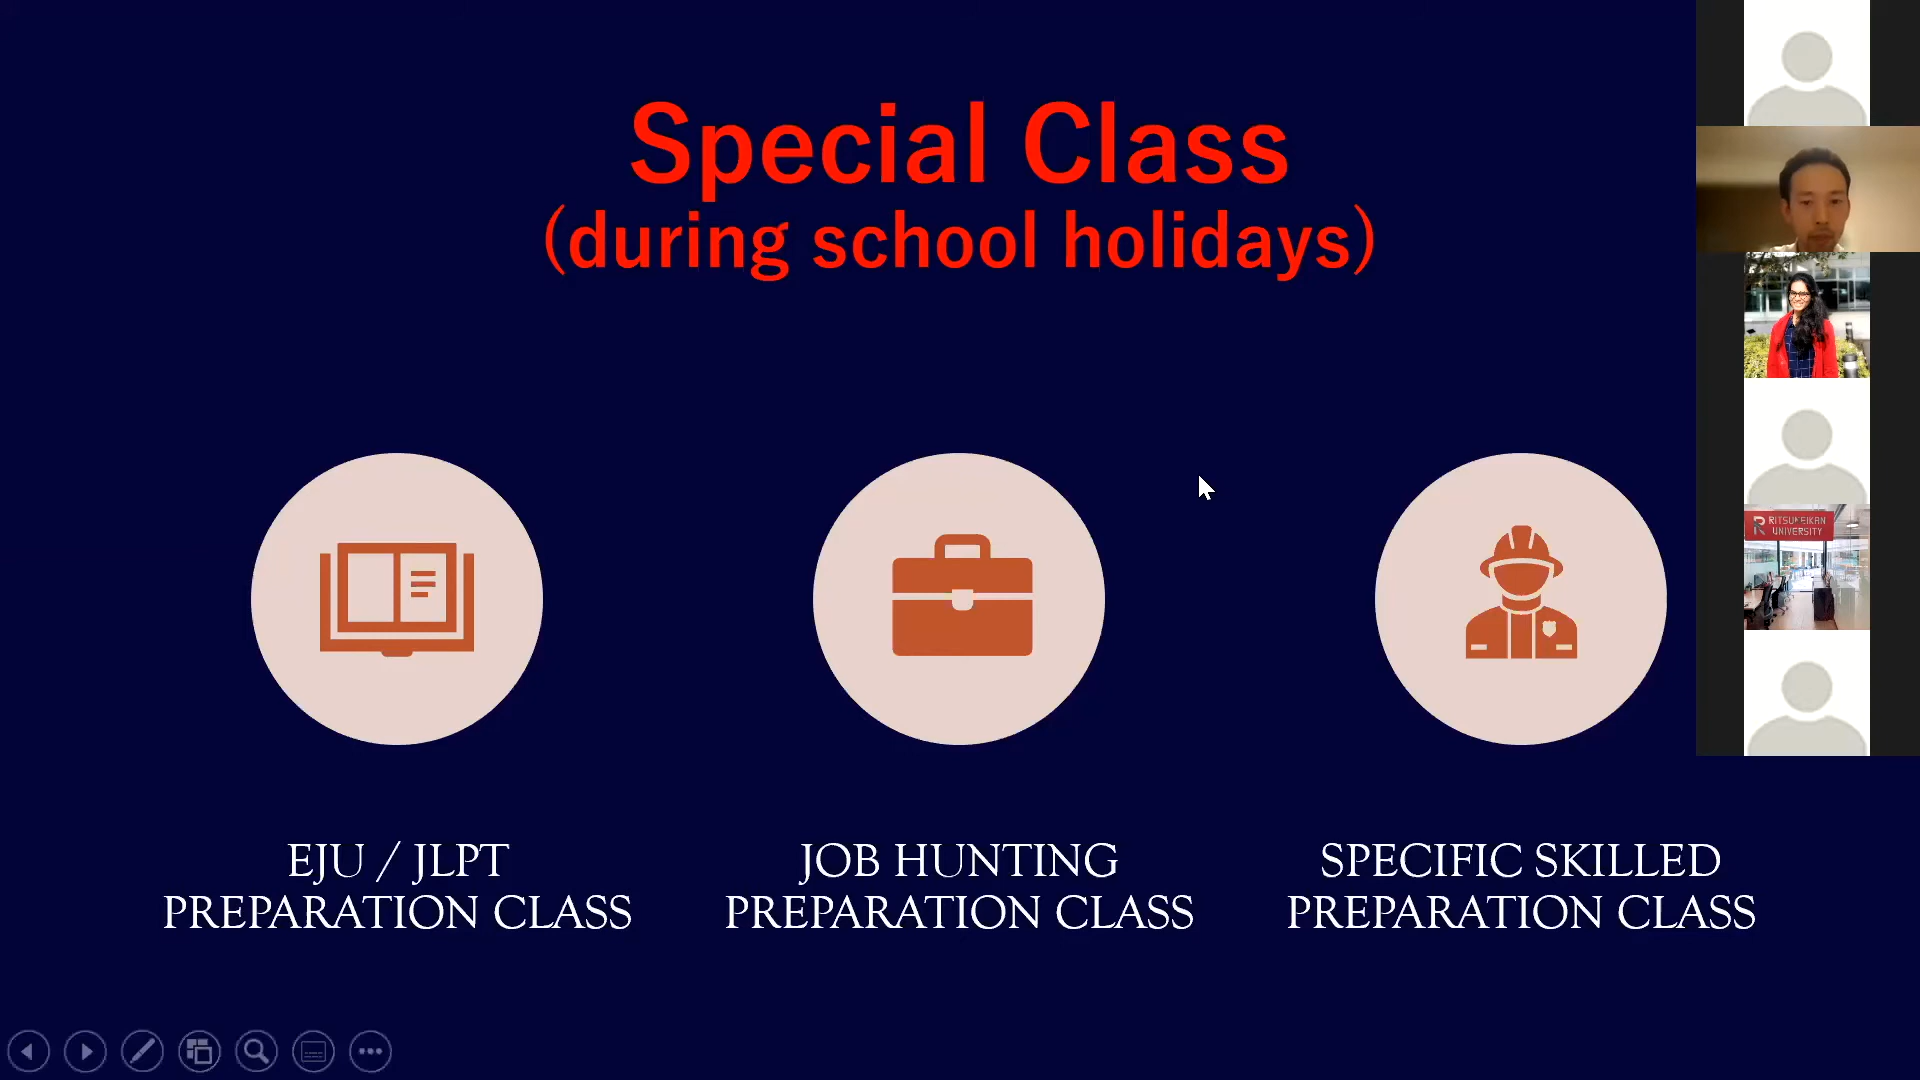 Special Class
(during school holidays)
EJU / JLPT
PREPARATION CLASS
JOB HUNTING
PREPARATION CLASS
SPECIFIC SKILLED
PREPARATION CLASS
RITSUMEIKAN
UNIVERSITY